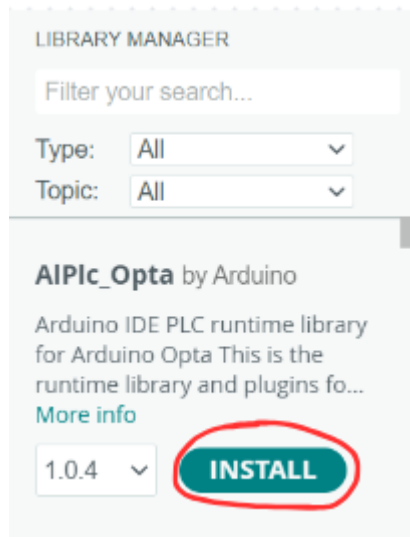 LIBRARY MANAGER
Filter your search...
Type: All
Topic: All
AIPlc_Opta by Arduino
Arduino IDE PLC runtime library
for Arduino Opta This is the
runtime library and plugins fo...
More info
1.0.4 INSTALL